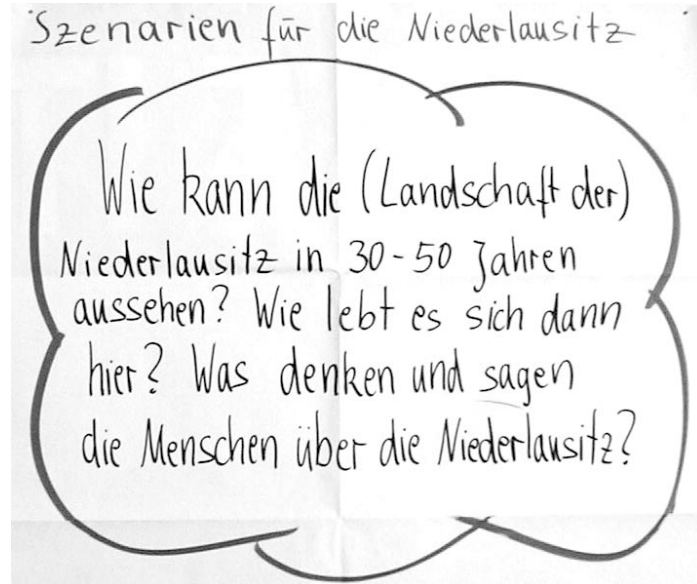 Szenarien für die Niederlausitz
Wie kann die (Landschaft der)
Niederlausitz in 30-50 Jahren
aussehen? Wie lebt es sich dann
hier? Was denken und sagen
die Menschen über die Niederlausitz?